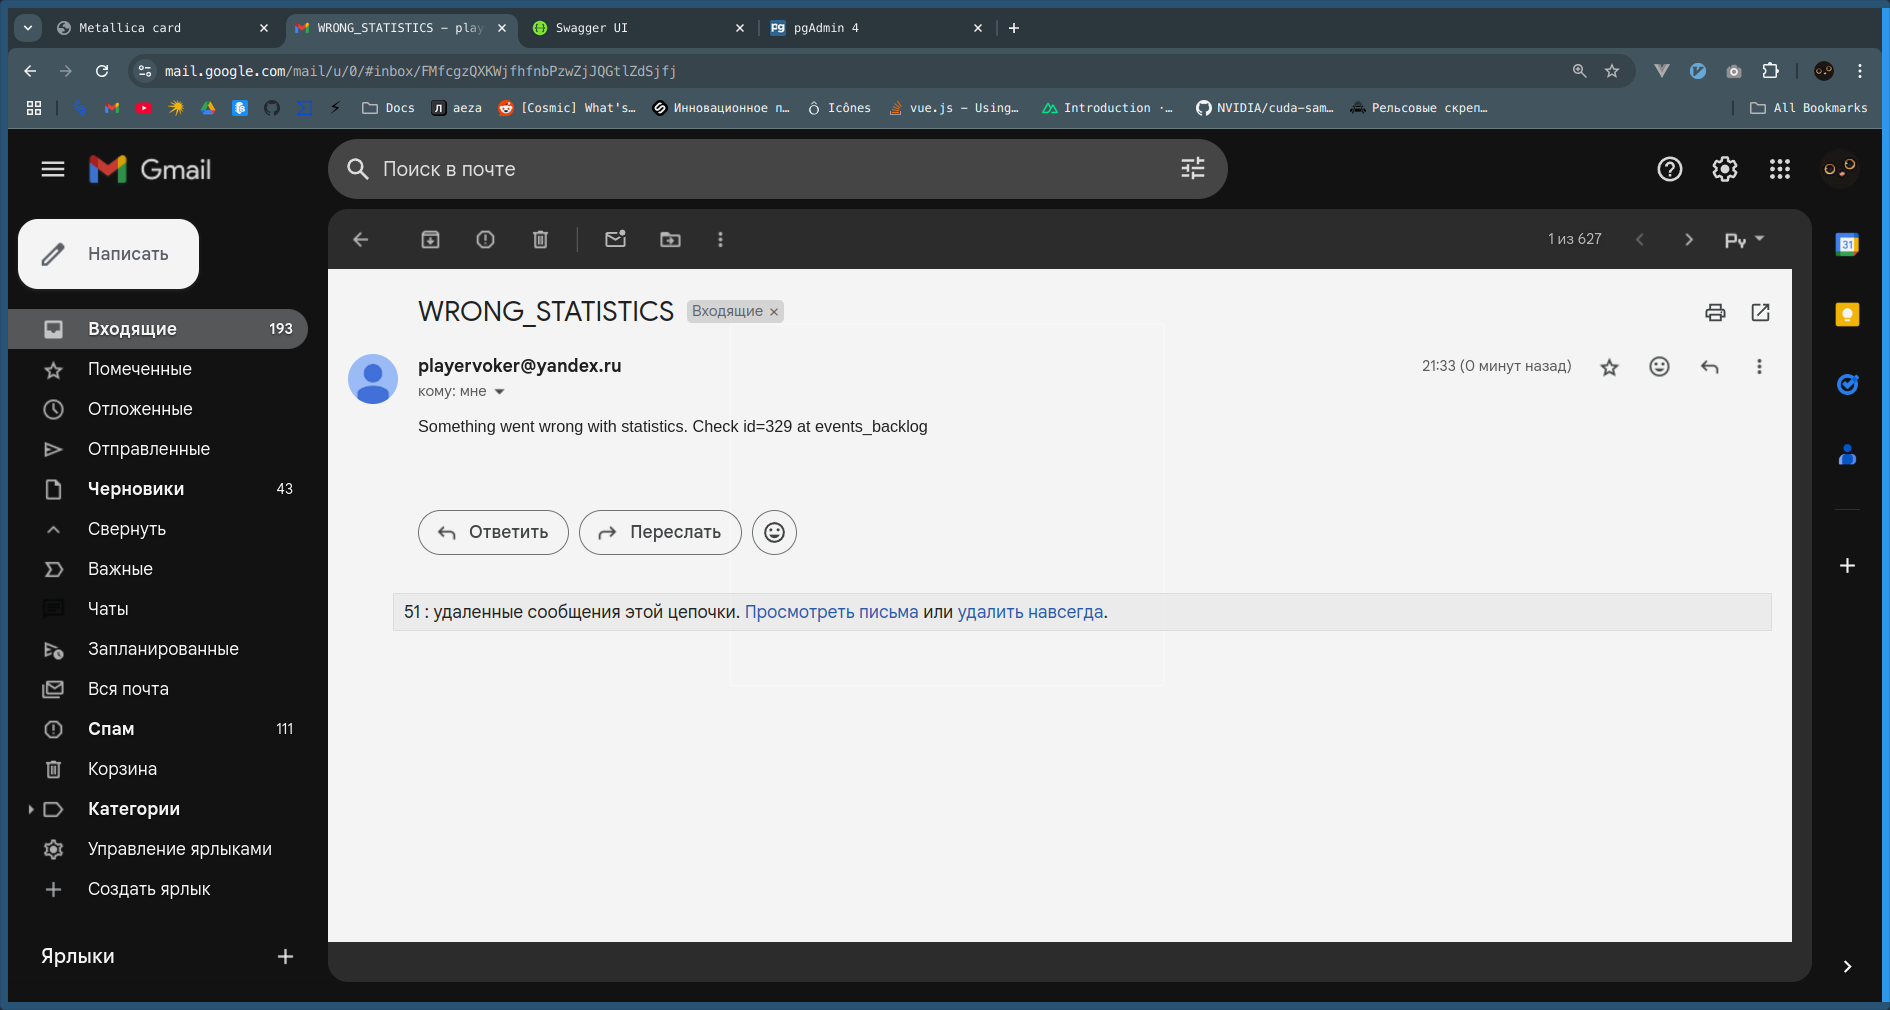 Metallica card
WRONG_STATISTICS – play
Swagger UI
pgAdmin 4
mail.google.com/mail/u/0/#inbox/FMfcgzQXKWjfhfnbPzwZjJQGtlZdSjfj
Docs
aeza
[Cosmic] What's…
Инновационное п…
Icônes
vue.js – Using…
Introduction ·…
NVIDIA/cuda-sam…
Рельсовые скреп…
All Bookmarks
Gmail
Поиск в почте
Написать
1 из 627
Ру
Входящие 193
Помеченные
Отложенные
Отправленные
Черновики 43
Свернуть
Важные
Чаты
Запланированные
Вся почта
Спам 111
Корзина
Категории
Управление ярлыками
Создать ярлык
Ярлыки
WRONG_STATISTICS Входящие ×
playervoker@yandex.ru
21:33 (0 минут назад)
кому: мне
Something went wrong with statistics. Check id=329 at events_backlog
Ответить
Переслать
51 : удаленные сообщения этой цепочки. Просмотреть письма или удалить навсегда.
31